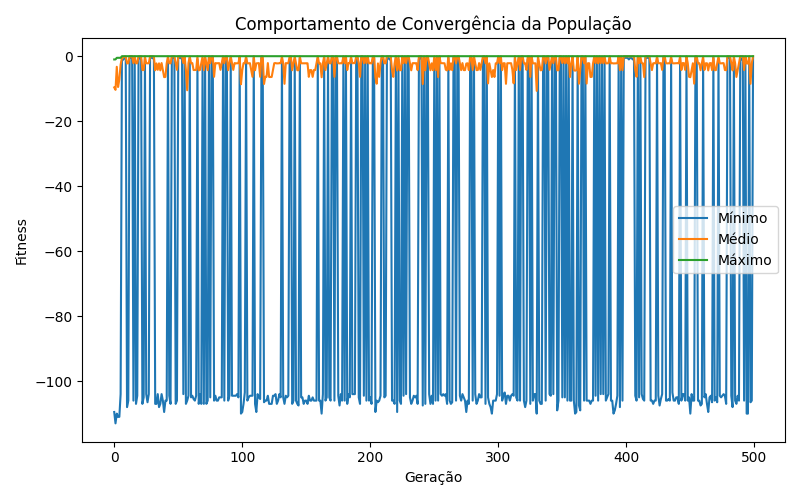 Comportamento de Convergência da População
Fitness
0
−20
−40
−60
−80
−100
0
100
200
300
400
500
Geração
Mínimo
Médio
Máximo